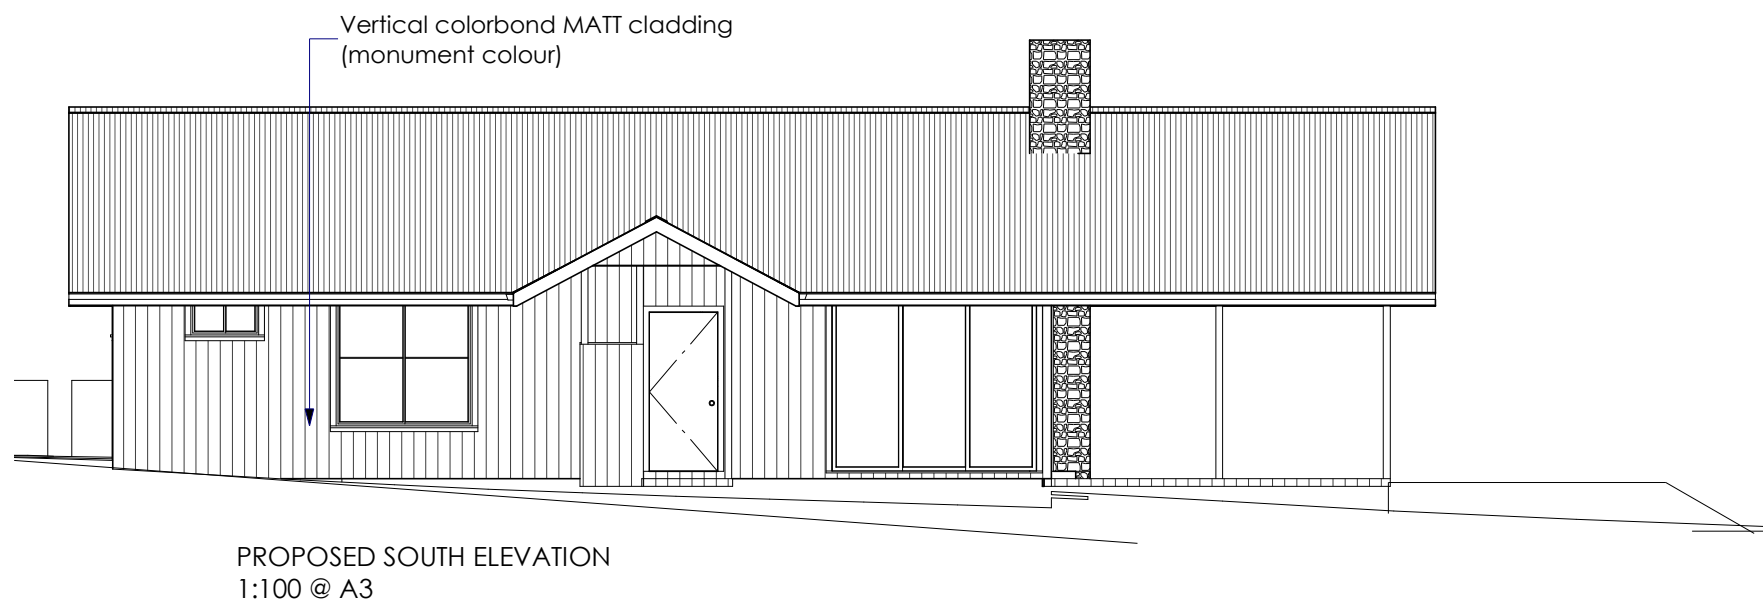 Vertical colorbond MATT cladding
(monument colour)
PROPOSED SOUTH ELEVATION
1:100 @ A3